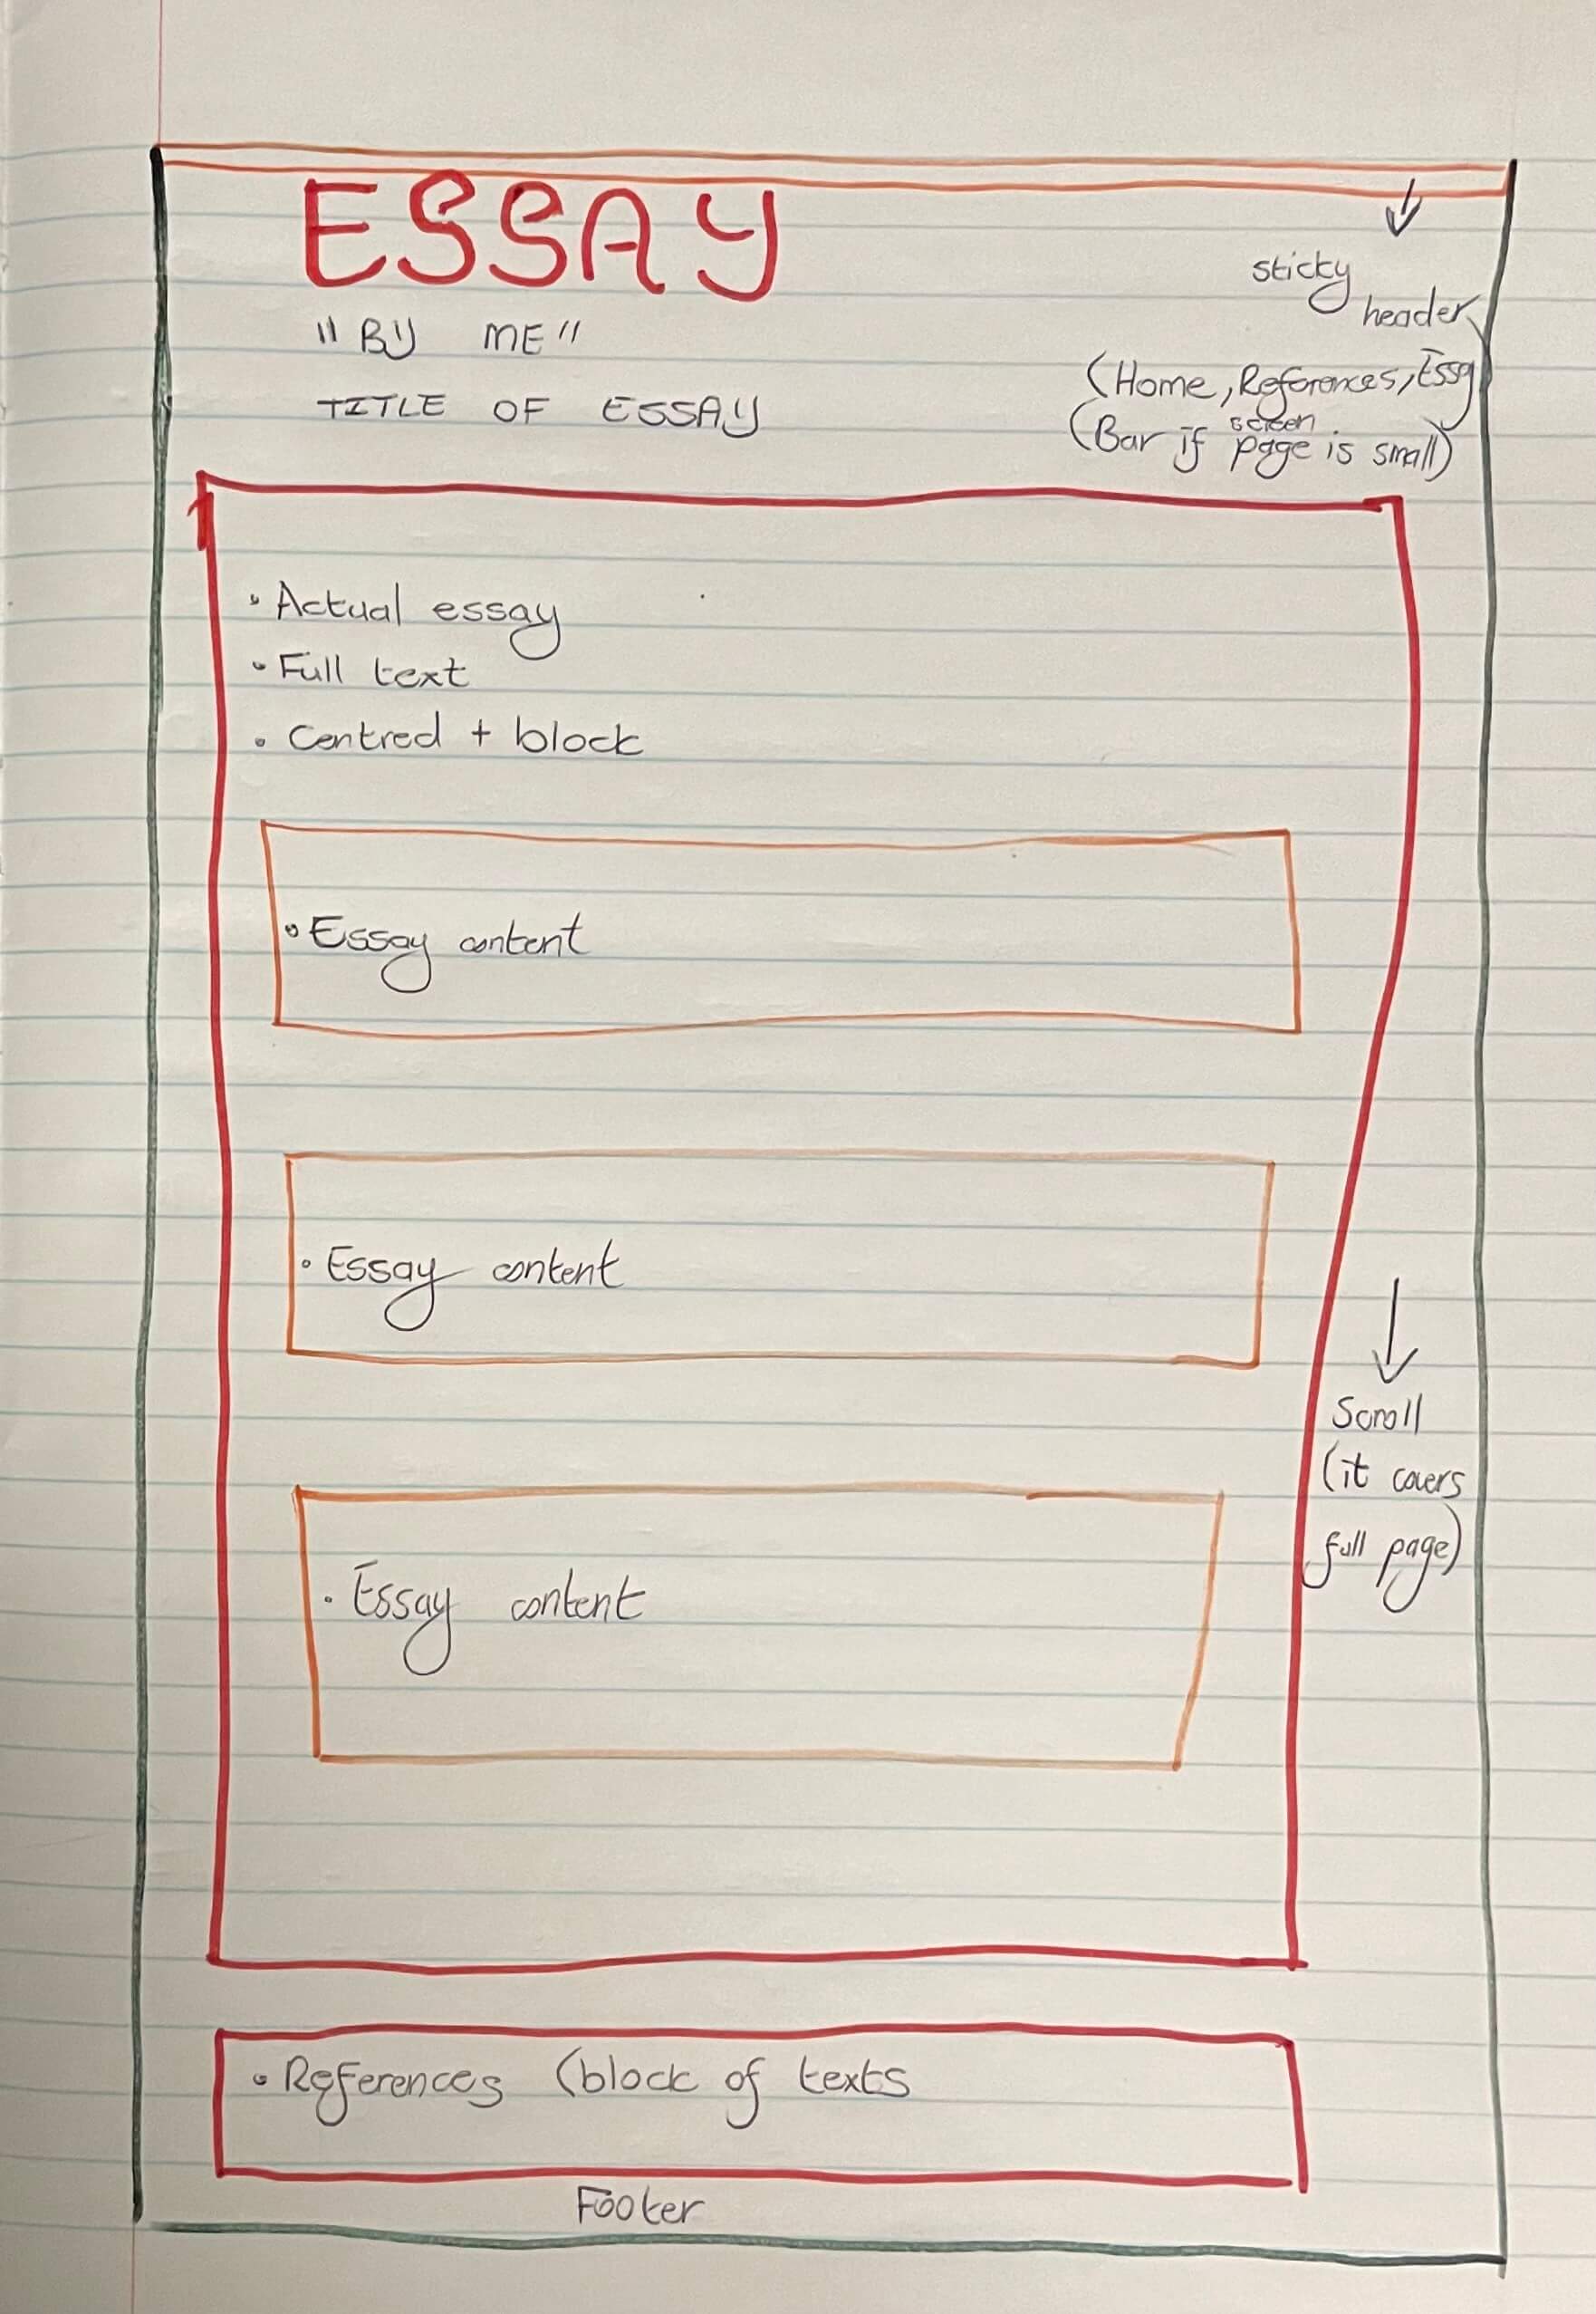 ESSAY
"BY ME"
TITLE OF ESSAY
sticky
header
(Home, References, Essay
(Bar if screen page is small)
• Actual essay
• Full text
• Centred + block
• Essay content
• Essay content
• Essay content
Scroll
(it covers
full page)
• References (block of texts
Footer